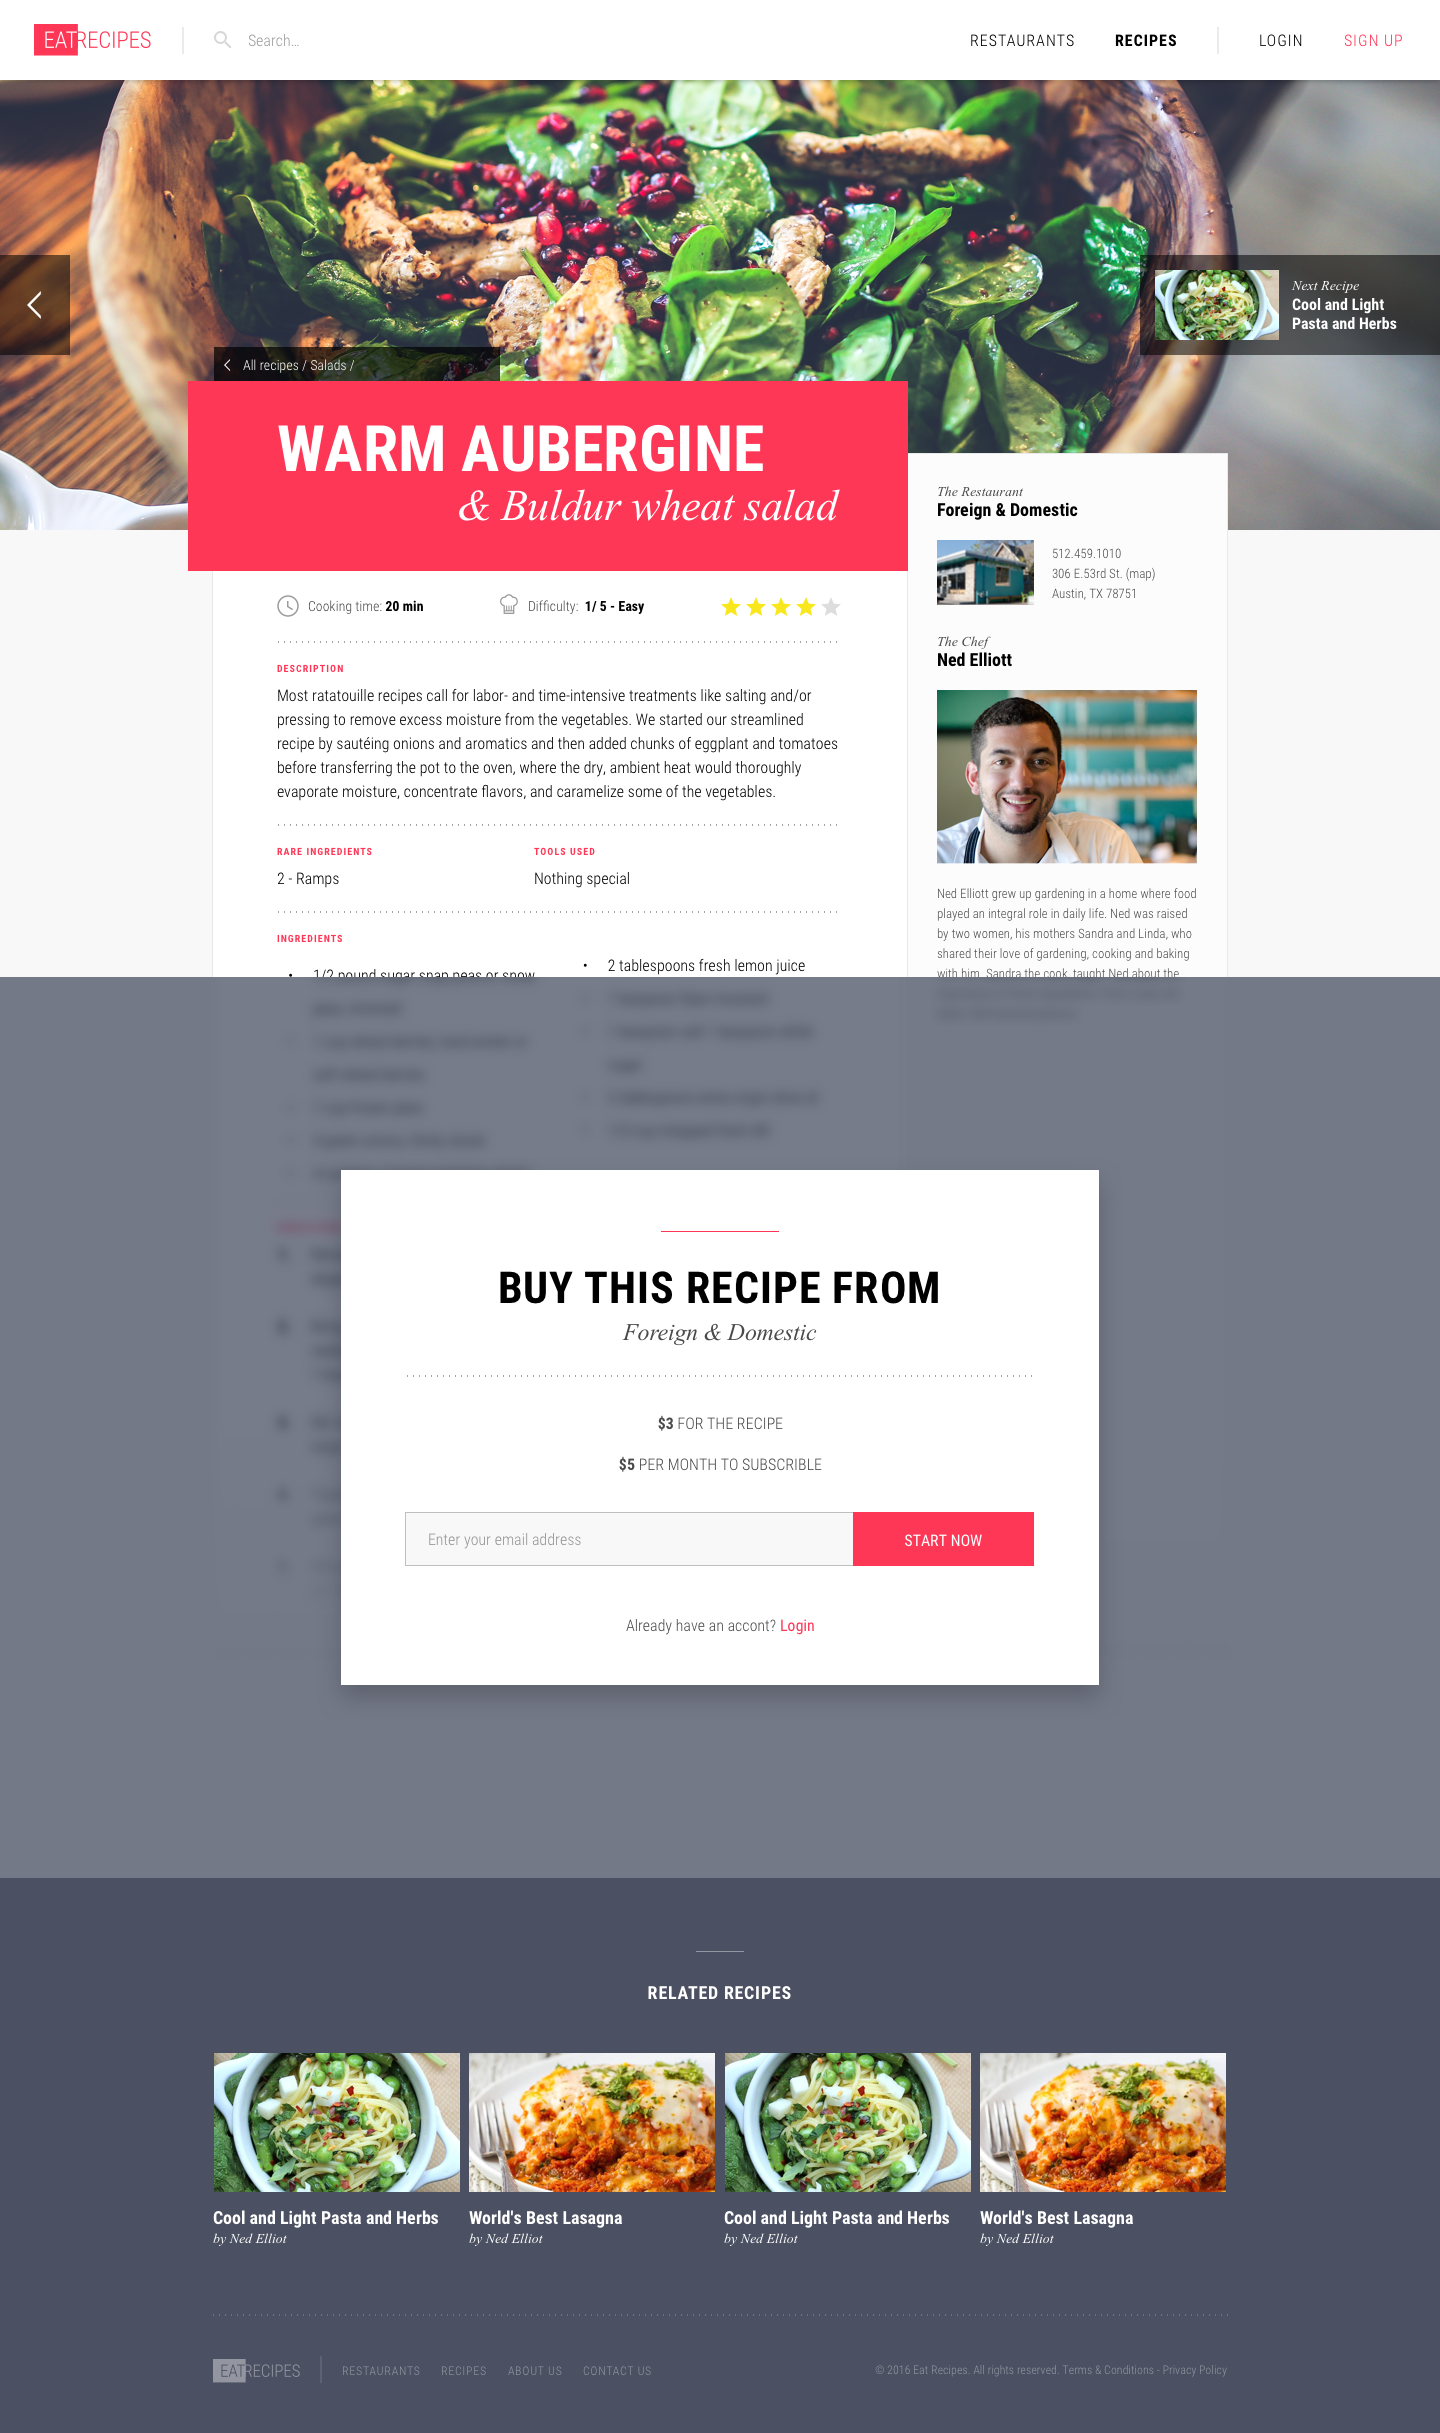 EATRECIPES
Search...
RESTAURANTS
RECIPES
LOGIN
SIGN UP
Next Recipe
Cool and Light
Pasta and Herbs
All recipes / Salads /
WARM AUBERGINE
& Buldur wheat salad
Cooking time: 20 min
Difficulty: 1/ 5 - Easy
DESCRIPTION
Most ratatouille recipes call for labor- and time-intensive treatments like salting and/or
pressing to remove excess moisture from the vegetables. We started our streamlined
recipe by sautéing onions and aromatics and then added chunks of eggplant and tomatoes
before transferring the pot to the oven, where the dry, ambient heat would thoroughly
evaporate moisture, concentrate flavors, and caramelize some of the vegetables.
RARE INGREDIENTS
2 - Ramps
TOOLS USED
Nothing special
INGREDIENTS
• 1/2 pound sugar snap peas or snow
• 2 tablespoons fresh lemon juice
The Restaurant
Foreign & Domestic
512.459.1010
306 E.53rd St. (map)
Austin, TX 78751
The Chef
Ned Elliott
Ned Elliott grew up gardening in a home where food
played an integral role in daily life. Ned was raised
by two women, his mothers Sandra and Linda, who
shared their love of gardening, cooking and baking
with him. Sandra the cook, taught Ned about the
BUY THIS RECIPE FROM
Foreign & Domestic
$3 FOR THE RECIPE
$5 PER MONTH TO SUBSCRIBLE
Enter your email address
START NOW
Already have an accont? Login
RELATED RECIPES
Cool and Light Pasta and Herbs
by Ned Elliot
World's Best Lasagna
by Ned Elliot
Cool and Light Pasta and Herbs
by Ned Elliot
World's Best Lasagna
by Ned Elliot
EATRECIPES
RESTAURANTS
RECIPES
ABOUT US
CONTACT US
© 2016 Eat Recipes. All rights reserved. Terms & Conditions - Privacy Policy